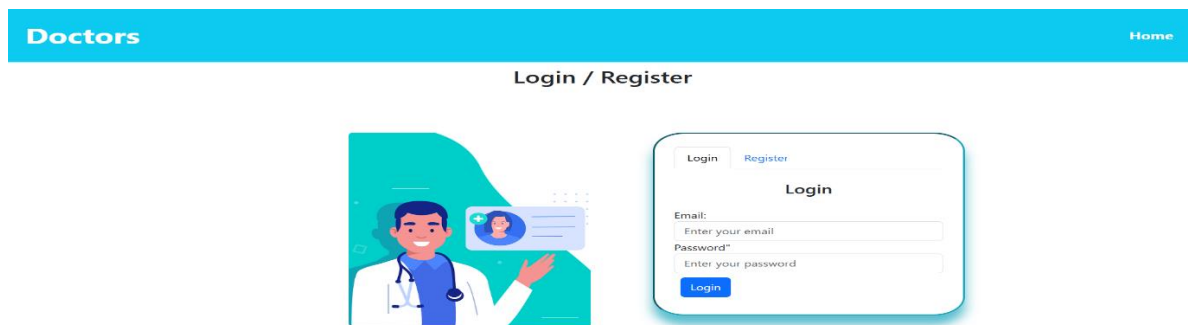 Doctors
Home
Login / Register
Login Register
Login
Email:
Enter your email
Password"
Enter your password
Login